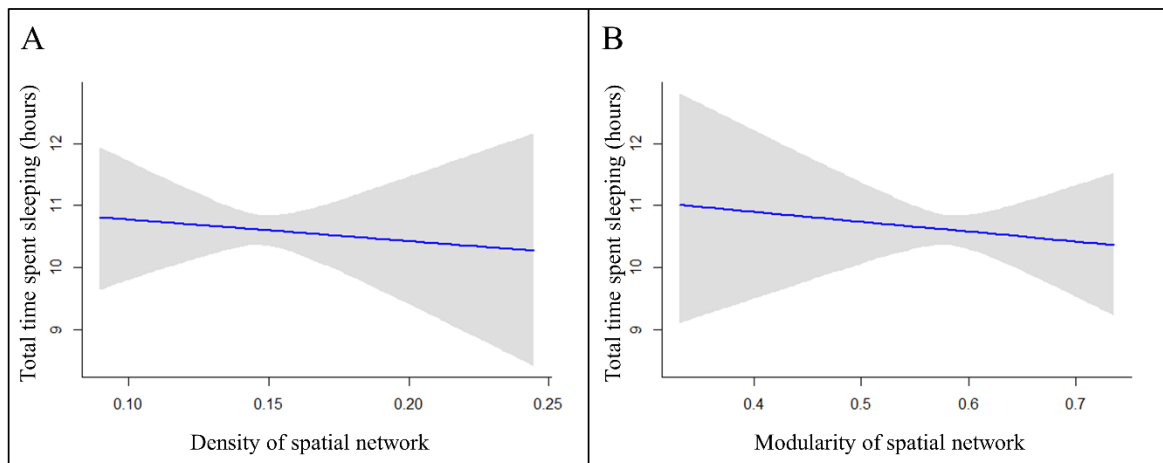 A
Total time spent sleeping (hours)
12
11
10
9
0.10 0.15 0.20 0.25
Density of spatial network
B
Total time spent sleeping (hours)
12
11
10
9
0.4 0.5 0.6 0.7
Modularity of spatial network